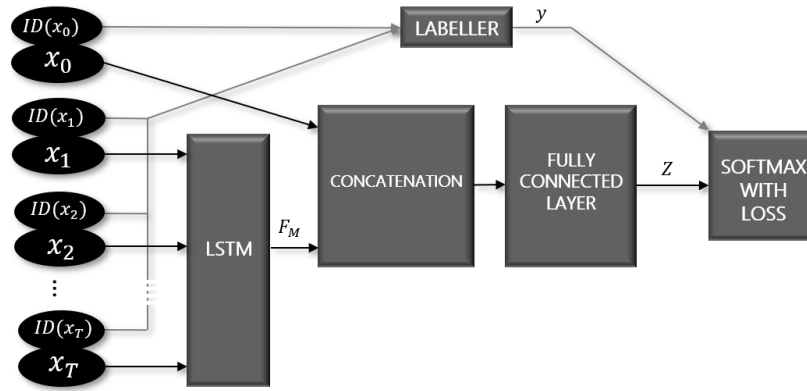 ID(x₀)
x₀
LABELLER
y
ID(x₁)
x₁
CONCATENATION
FULLY
CONNECTED
LAYER
Z
SOFTMAX
WITH
LOSS
ID(x₂)
x₂
LSTM
F_M
⋮
ID(x_T)
x_T